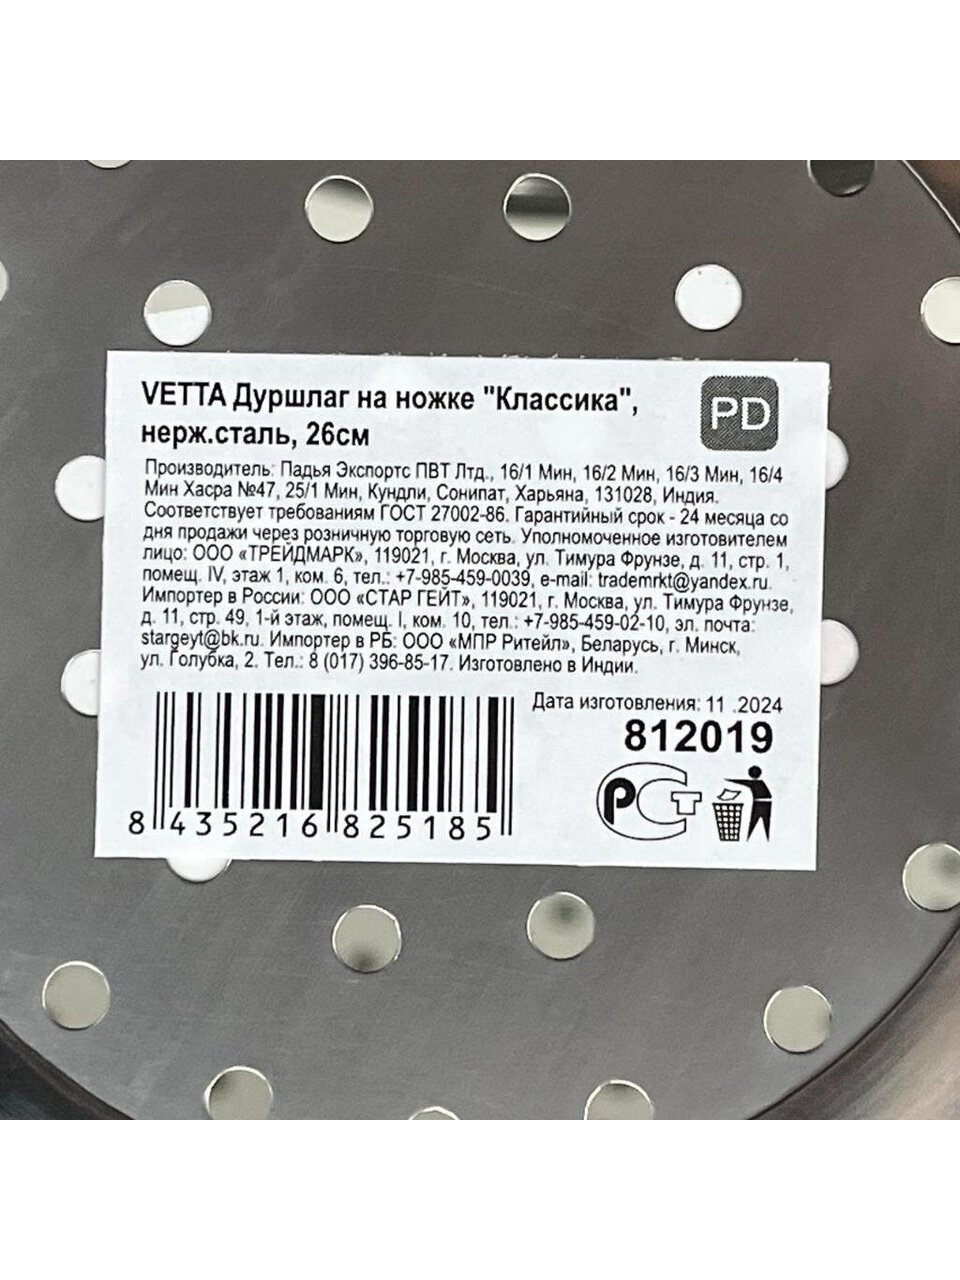 VETTA Дуршлаг на ножке "Классика",
нерж.сталь, 26см
PD
Производитель: Падья Экспортс ПВТ Лтд., 16/1 Мин, 16/2 Мин, 16/3 Мин, 16/4
Мин Хасра №47, 25/1 Мин, Кундли, Сонипат, Харьяна, 131028, Индия.
Соответствует требованиям ГОСТ 27002-86. Гарантийный срок - 24 месяца со
дня продажи через розничную торговую сеть. Уполномоченное изготовителем
лицо: ООО «ТРЕЙДМАРК», 119021, г. Москва, ул. Тимура Фрунзе, д. 11, стр. 1,
помещ. IV, этаж 1, ком. 6, тел.: +7-985-459-0039, e-mail: trademrkt@yandex.ru.
Импортер в России: ООО «СТАР ГЕЙТ», 119021, г. Москва, ул. Тимура Фрунзе,
д. 11, стр. 49, 1-й этаж, помещ. I, ком. 10, тел.: +7-985-459-02-10, эл. почта:
stargeyt@bk.ru. Импортер в РБ: ООО «МПР Ритейл», Беларусь, г. Минск,
ул. Голубка, 2. Тел.: 8 (017) 396-85-17. Изготовлено в Индии.
Дата изготовления: 11 .2024
812019
РСТ
8 435216 825185